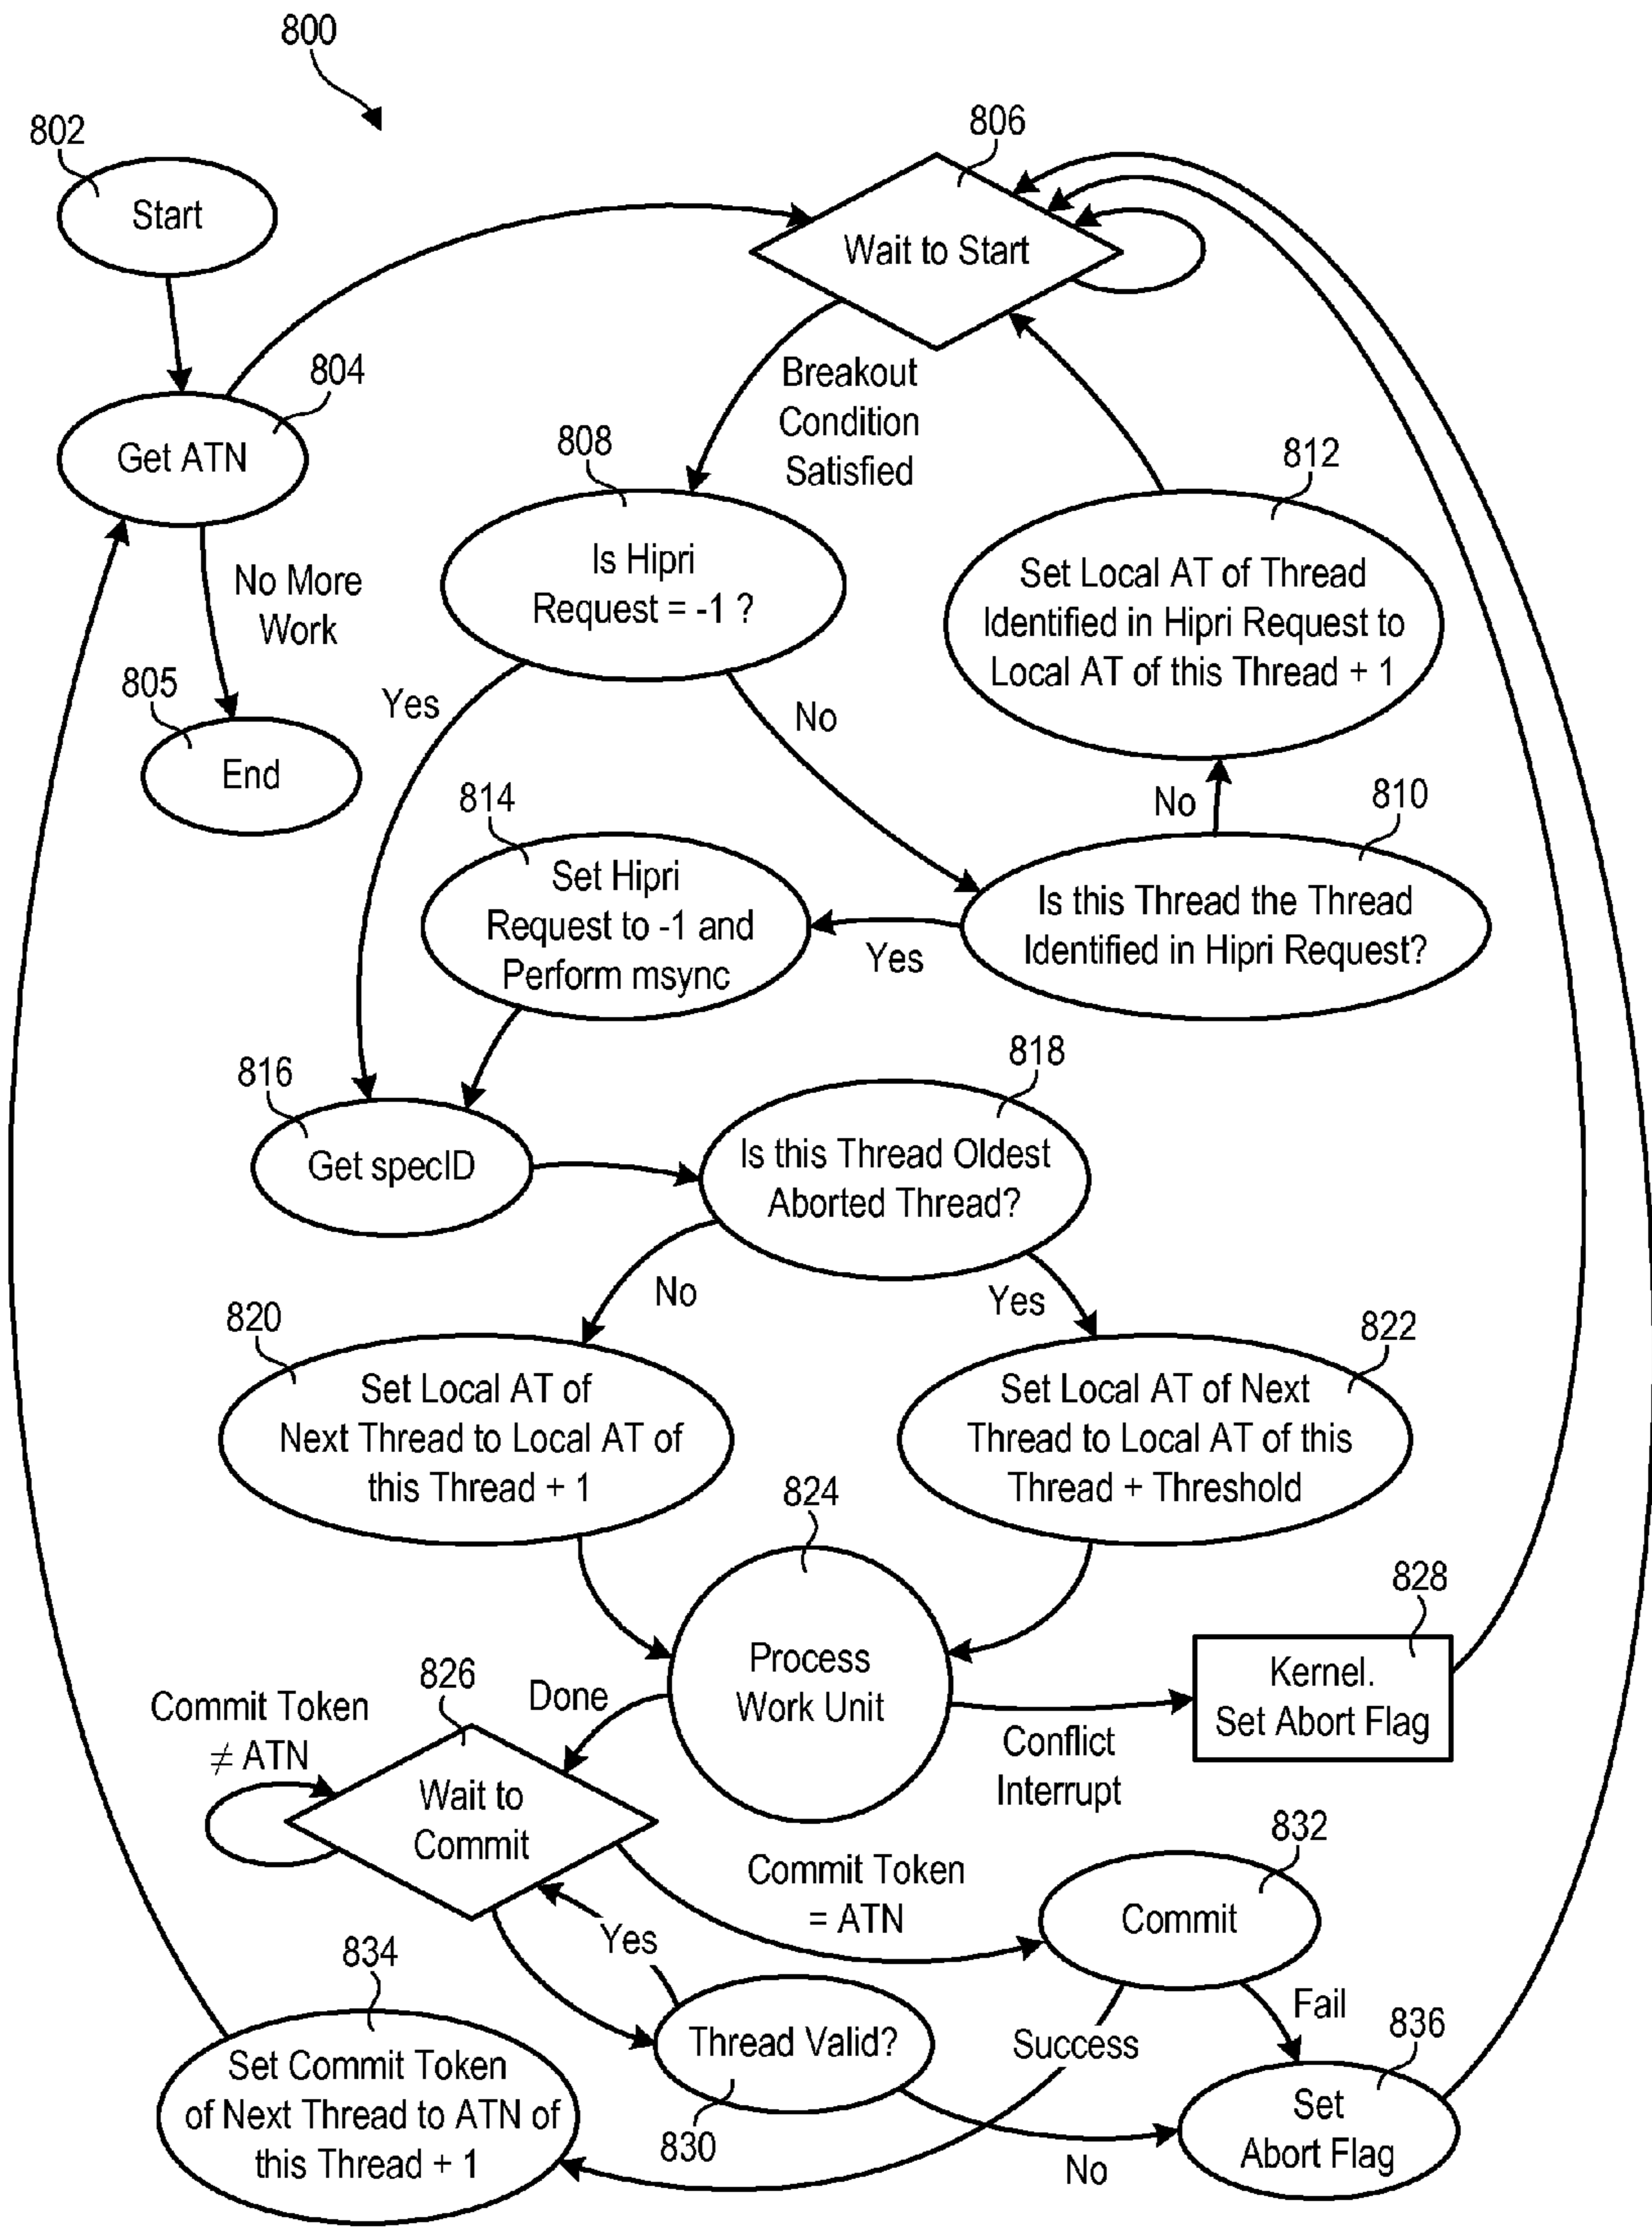 800
802
Start
806
Wait to Start
804
Get ATN
Breakout
Condition
Satisfied
808
Is Hipri
Request = -1 ?
812
Set Local AT of Thread
Identified in Hipri Request to
Local AT of this Thread + 1
No More
Work
805
End
Yes
No
814
Set Hipri
Request to -1 and
Perform msync
No
810
Is this Thread the Thread
Identified in Hipri Request?
Yes
816
Get specID
818
Is this Thread Oldest
Aborted Thread?
No
Yes
820
Set Local AT of
Next Thread to Local AT of
this Thread + 1
822
Set Local AT of Next
Thread to Local AT of this
Thread + Threshold
824
Process
Work Unit
828
Kernel.
Set Abort Flag
Conflict
Interrupt
826
Done
Commit Token
≠ ATN
Wait to
Commit
Commit Token
= ATN
832
Commit
Yes
834
Set Commit Token
of Next Thread to ATN of
this Thread + 1
Thread Valid?
830
Success
Fail
836
Set
Abort Flag
No